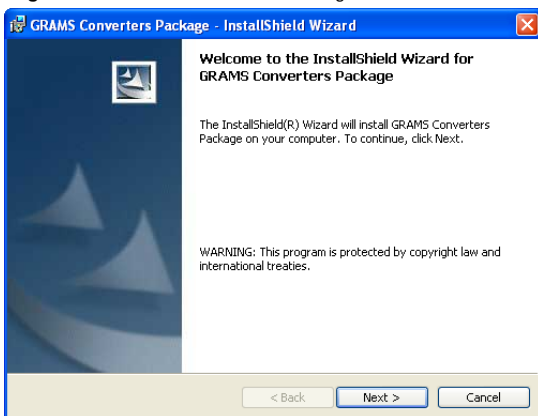 GRAMS Converters Package - InstallShield Wizard
Welcome to the InstallShield Wizard for
GRAMS Converters Package
The InstallShield(R) Wizard will install GRAMS Converters
Package on your computer. To continue, click Next.
WARNING: This program is protected by copyright law and
international treaties.
< Back
Next >
Cancel